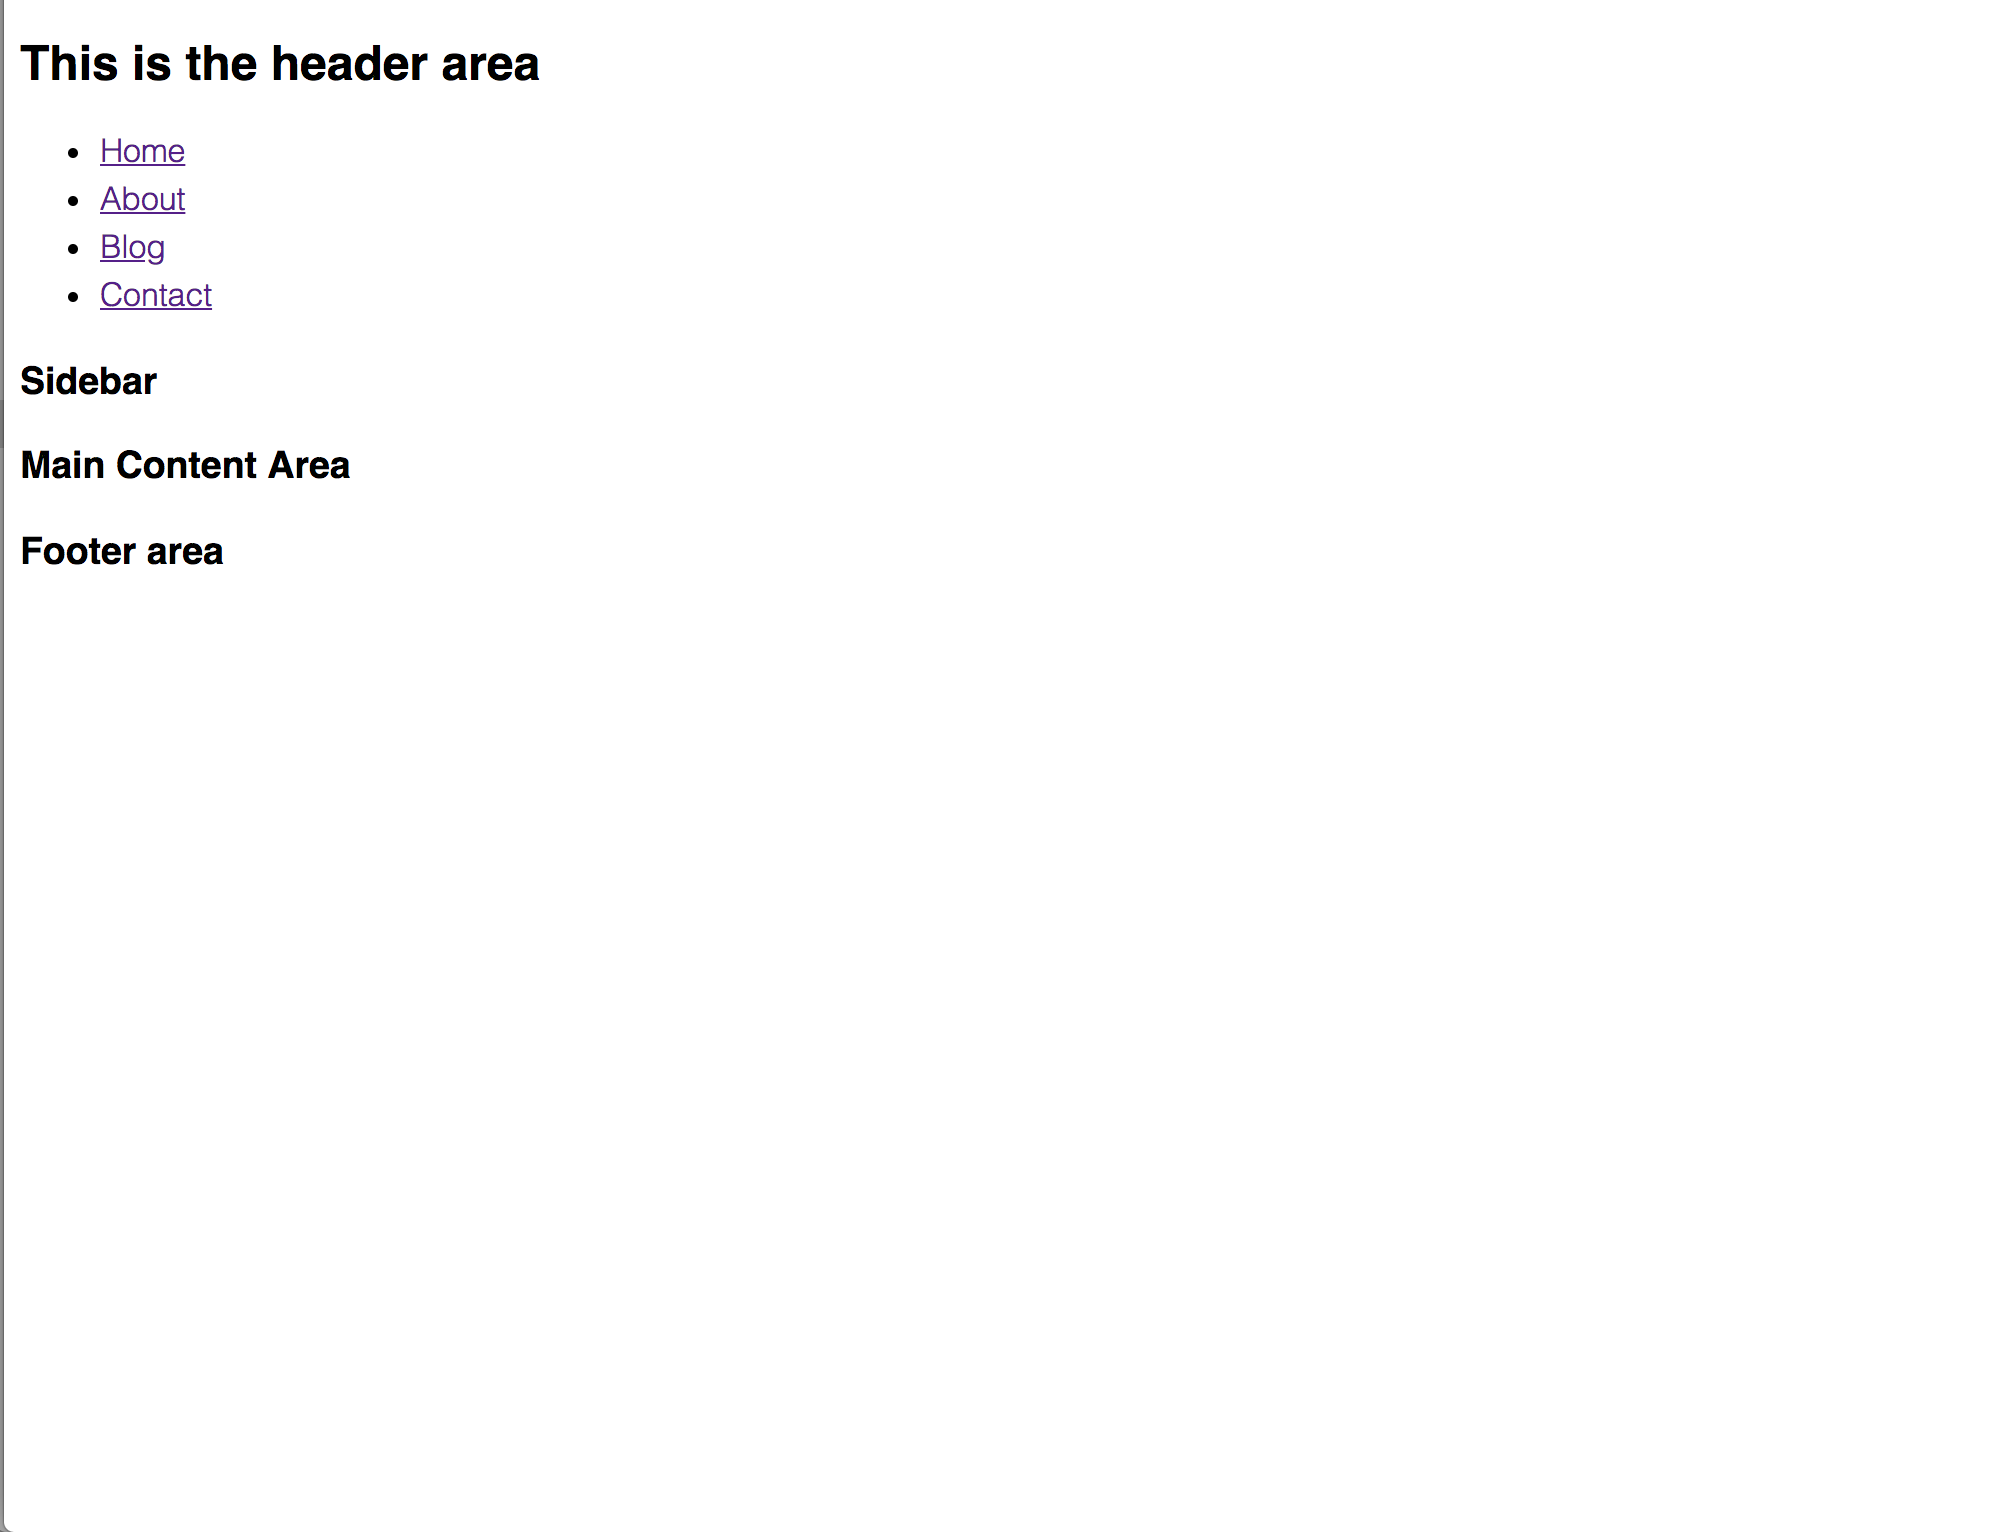 This is the header area
Home
About
Blog
Contact
Sidebar
Main Content Area
Footer area